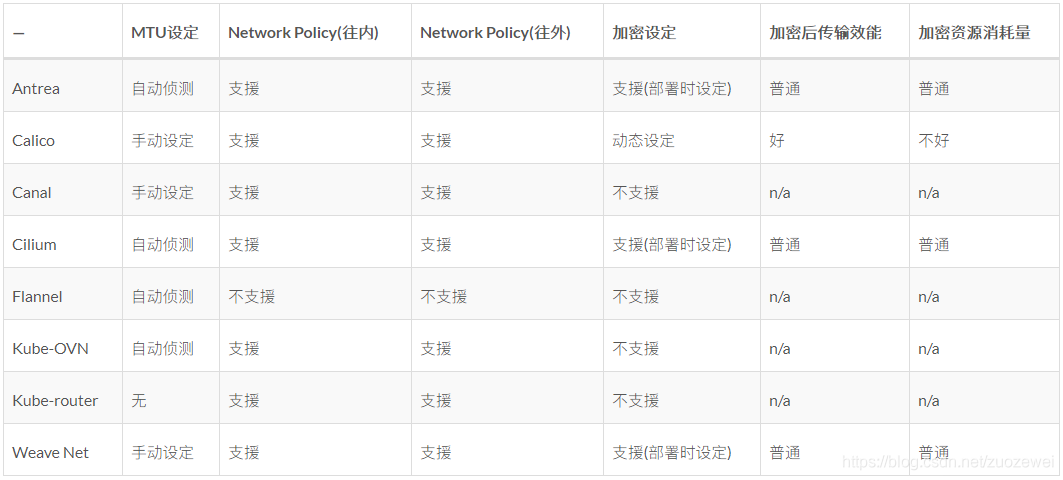 — MTU设定 Network Policy(往内) Network Policy(往外) 加密设定 加密后传输效能 加密资源消耗量
Antrea 自动侦测 支援 支援 支援(部署时设定) 普通 普通
Calico 手动设定 支援 支援 动态设定 好 不好
Canal 手动设定 支援 支援 不支援 n/a n/a
Cilium 自动侦测 支援 支援 支援(部署时设定) 普通 普通
Flannel 自动侦测 不支援 不支援 不支援 n/a n/a
Kube-OVN 自动侦测 支援 支援 不支援 n/a n/a
Kube-router 无 支援 支援 不支援 n/a n/a
Weave Net 手动设定 支援 支援 支援(部署时设定) 普通 普通
https://blog.csdn.net/zuozewei